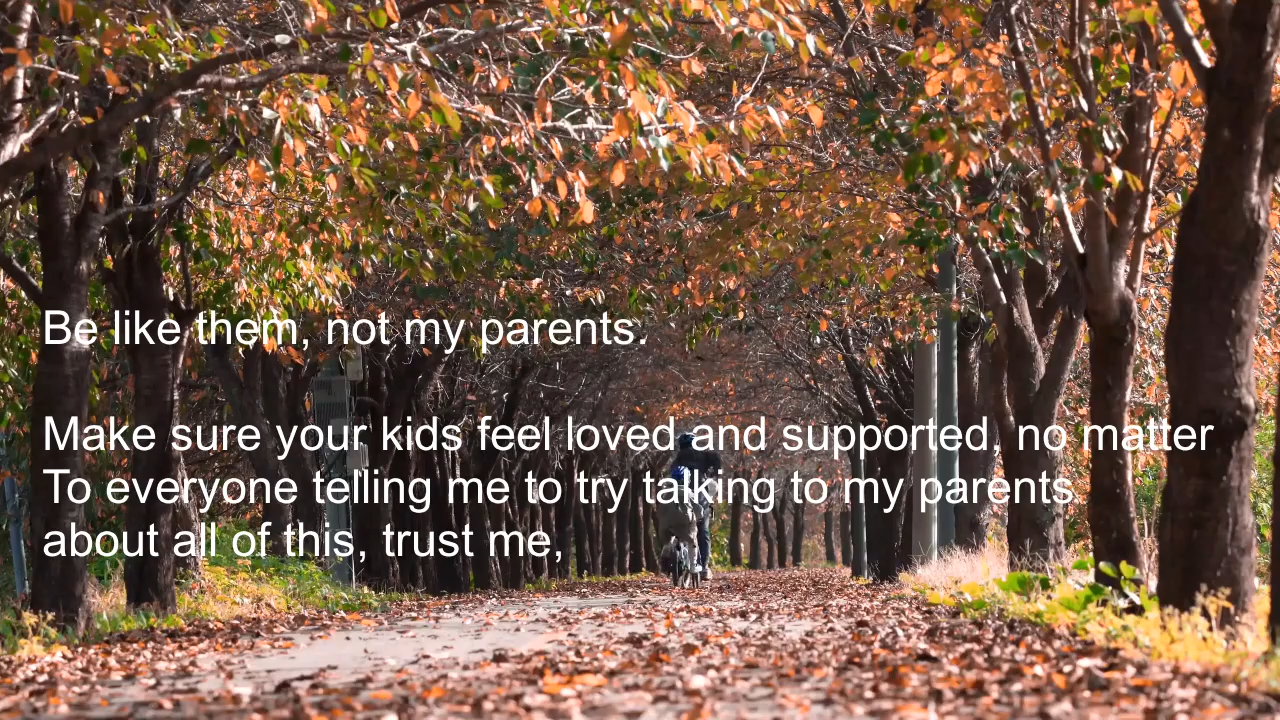 Be like them, not my parents.
Make sure your kids feel loved and supported, no matter
To everyone telling me to try talking to my parents
about all of this, trust me,